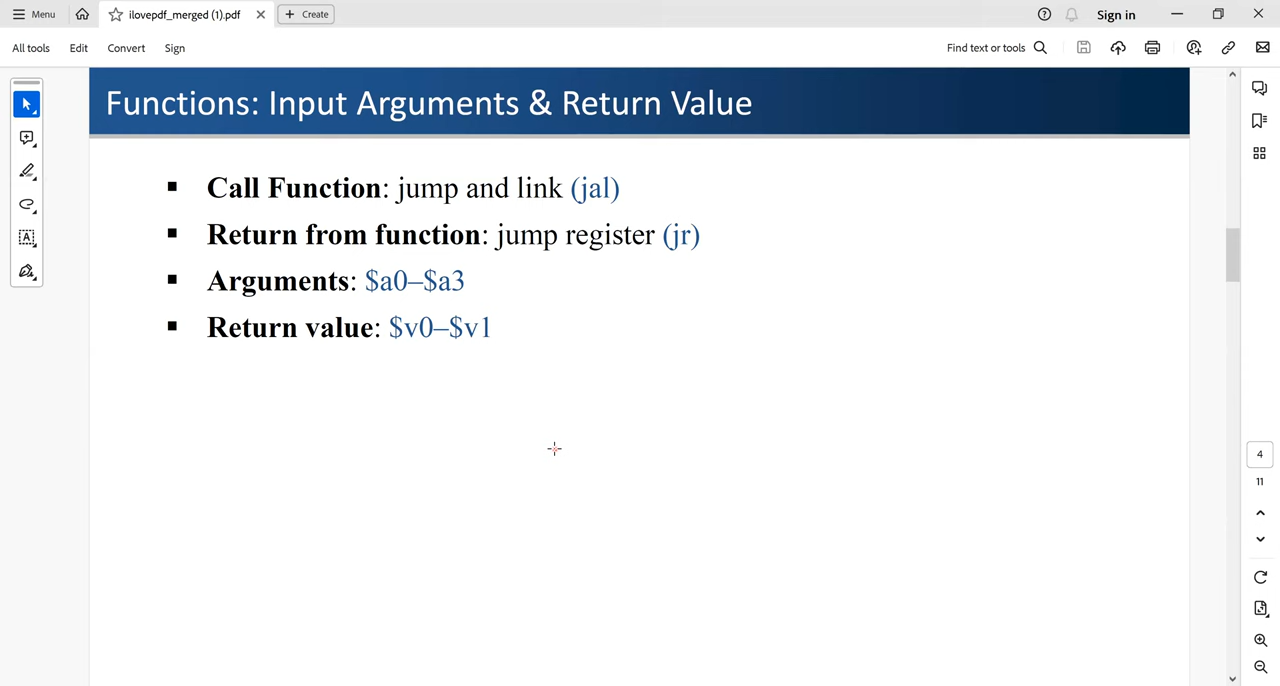 Menu
ilovepdf_merged (1).pdf
Create
Sign in
All tools
Edit
Convert
Sign
Find text or tools
Functions: Input Arguments & Return Value
▪ Call Function: jump and link (jal)
▪ Return from function: jump register (jr)
▪ Arguments: $a0–$a3
▪ Return value: $v0–$v1
4
11